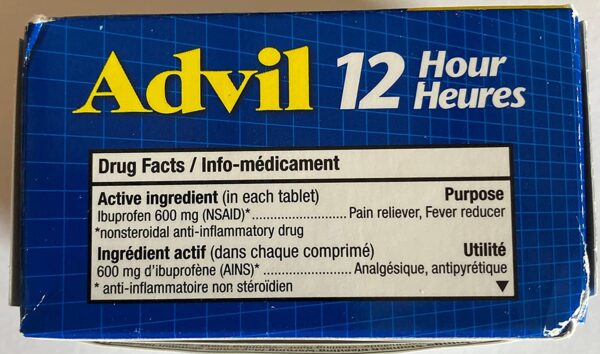 Advil 12 Hour
Heures
Drug Facts / Info-médicament
Active ingredient (in each tablet) Purpose
Ibuprofen 600 mg (NSAID)*.............................Pain reliever, Fever reducer
*nonsteroidal anti-inflammatory drug
Ingrédient actif (dans chaque comprimé) Utilité
600 mg d'ibuprofène (AINS)* ......................Analgésique, antipyrétique
* anti-inflammatoire non stéroïdien ▼